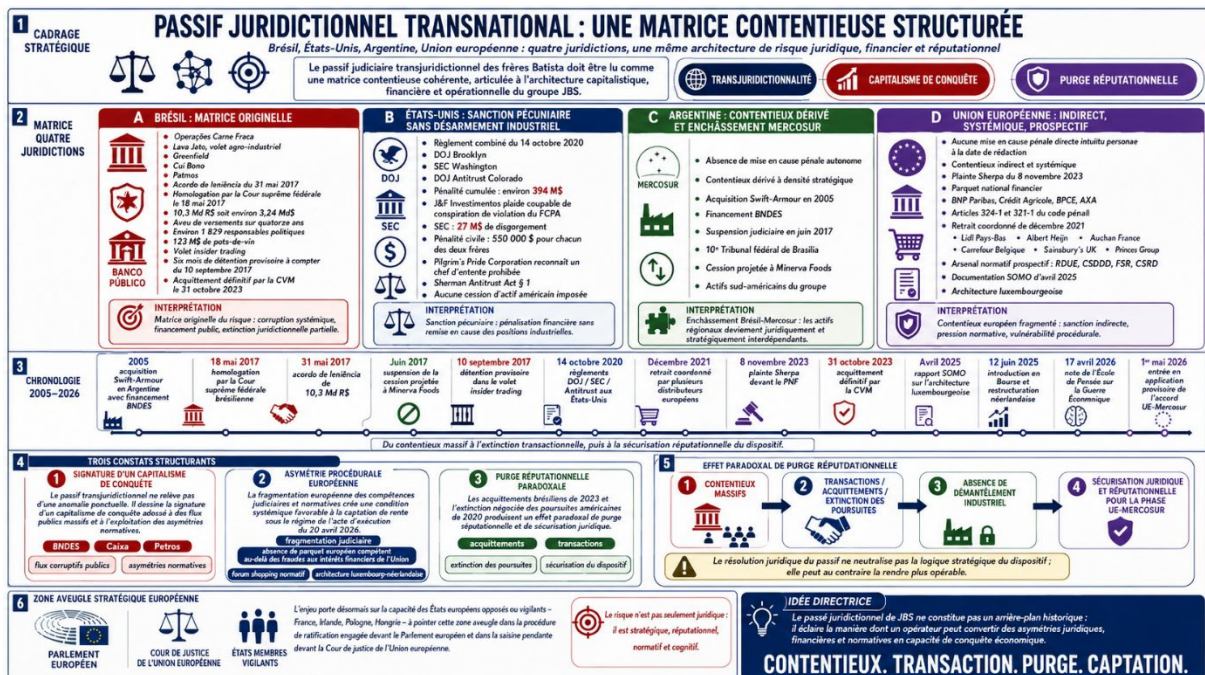 1 CADRAGE
STRATÉGIQUE
PASSIF JURIDICTIONNEL TRANSNATIONAL : UNE MATRICE CONTENTIEUSE STRUCTURÉE
Brésil, États-Unis, Argentine, Union européenne : quatre juridictions, une même architecture de risque juridique, financier et réputationnel
Le passif judiciaire transjuridictionnel des frères Batista doit être lu comme
une matrice contentieuse cohérente, articulée à l'architecture capitalistique,
financière et opérationnelle du groupe JBS.
TRANSJURIDICTIONNALITÉ
CAPITALISME DE CONQUÊTE
PURGE RÉPUTATIONNELLE
2 MATRICE
QUATRE
JURIDICTIONS
A BRÉSIL : MATRICE ORIGINELLE
• Operações Carne Fraca
• Lava Jato, volet agro-industriel
• Greenfield
• Cui Bono
• Patmos
• Acordo de leniência du 31 mai 2017
• Homologation par la Cour suprême fédérale
le 18 mai 2017
• 10,3 Md R$ soit environ 3,24 Md$
• Aveu de versements sur quatorze ans
• Environ 1 829 responsables politiques
• 123 M$ de pots-de-vin
• Volet insider trading
• Six mois de détention provisoire à compter
du 10 septembre 2017
• Acquittement définitif par la CVM
le 31 octobre 2023
BANCO
PÚBLICO
INTERPRÉTATION
Matrice originelle du risque : corruption systémique,
financement public, extinction juridictionnelle partielle.
B ÉTATS-UNIS : SANCTION PÉCUNIAIRE
SANS DÉSARMEMENT INDUSTRIEL
DOJ
SEC
• Règlement combiné du 14 octobre 2020
• DOJ Brooklyn
• SEC Washington
• DOJ Antitrust Colorado
• Pénalité cumulée : environ 394 M$
• J&F Investimentos plaide coupable de
conspiration de violation du FCPA
• SEC : 27 M$ de disgorgement
• Pénalité civile : 550 000 $ pour chacun
des deux frères
• Pilgrim's Pride Corporation reconnaît un
chef d'entente prohibée
• Sherman Antitrust Act § 1
• Aucune cession d'actif américain imposée
INTERPRÉTATION
Sanction pécuniaire : pénalisation financière sans
remise en cause des positions industrielles.
C ARGENTINE : CONTENTIEUX DÉRIVÉ
ET ENCHÂSSEMENT MERCOSUR
MERCOSUR
• Absence de mise en cause pénale autonome
• Contentieux dérivé à densité stratégique
• Acquisition Swift-Armour en 2005
• Financement BNDES
• Suspension judiciaire en juin 2017
• 10ᵉ Tribunal fédéral de Brasilia
• Cession projetée à Minerva Foods
• Actifs sud-américains du groupe
INTERPRÉTATION
Enchâssement Brésil-Mercosur : les actifs
régionaux deviement juridiquement et
stratégiquement interdépendants.
D UNION EUROPÉENNE : INDIRECT,
SYSTÉMIQUE, PROSPECTIF
• Aucune mise en cause pénale directe intuitu personae
à la date de rédaction
• Contentieux indirect et systémique
• Plainte Sherpa du 8 novembre 2023
• Parquet national financier
• BNP Paribas, Crédit Agricole, BPCE, AXA
• Articles 324-1 et 321-1 du code pénall
• Retrait coordonné de décembre 2021
• Lidl Pays-Bas • Albert Heijn • Auchan France
• Carrefour Belgique • Sainsbury's UK • Princes Group
• Arsenal normatif prospectif : RDUE, CSDDD, FSR, CSRD
• Documentation SOMO d'avril 2025
• Architecture luxembourgeoise
INTERPRÉTATION
Contentieux européen fragmenté : sanction indirecte,
pression normative, vulnérabilité procédurale.
3 CHRONOLOGIE
2005–2026
2005
acquisition
Swift-Armour
en Argentine
avec financement
BNDES
18 mai 2017
homologation
par la Cour
suprême fédérale
brésilienne
31 mai 2017
acordo de leniência
de
10,3 Md R$
Juin 2017
suspension de la
cession projetée à
Minerva Foods
10 septembre 2017
détention provisoire
dans le volet
insider trading
14 octobre 2020
règlements
DOJ / SEC /
Antitrust aux
États-Unis
Décembre 2021
retrait coordonné
par plusieurs
distributeurs
européens
8 novembre 2023
plainte Sherpa
devant le PNF
31 octobre 2023
acquittement
définitif par
la CVM
Avril 2025
rapport SOMO
sur l'architecture
luxembourgeoise
12 juin 2025
introduction en
Bourse et
restructuration
néerlandaise
17 avril 2026
note de l'École
de Pensée sur
la Guerre
Éconmnique
1ᵉʳ mai 2026
entrée en
application
provisoire de
l'accord
UE-Mercosur
Du contentieux massif à l'extinction transactionnelle, puis à la sécurisation réputationnelle du dispositif.
4 TROIS CONSTATS STRUCTURANTS
1 SIGNATURE D'UN CAPITALISME
DE CONQUÊTE
Le passif transjuridictionnel ne relève pas
d'une anomalie ponctuelle. Il dessine la signature
d'un capitalisme de conquête adossé à des flux
publics massifs et à l'exploitation des asymétries
normatives.
BNDES
Caixa
Petros
flux corruptifs publics
asymétries normatives
2 ASYMÉTRIE PROCÉDURALE
EUROPÉENNE
La fragmentation européenne des compétences
judiciaires et normatives crée une condition
systémique favorable à la captation de rente
sous le régime de l'acte d'exécution
du 20 avril 2026.
fragmentation judiciaire
absence de parquet européen compétent
au-delà des fraudes aux intérêts financiers de l'Union
forum shopping normatif
architecture luxembourg-néerlandaise
3 PURGE RÉPUTATIONNELLE
PARADOXALE
Les acquittements brésiliens de 2023 et
l'extinction négociée des poursuites américaines
de 2020 produisent un effet paradoxal de purge
séputationnelle et de sécurisation juridique.
acquittements
transactions
extinction des poursuites
sécurisation du dispositif
5 EFFET PARADOXAL DE PURGE RÉPUTDATIONNELLE
1 CONTENTIEUX
MASSIFS
2 TRANSACTIONS /
ACQUITTEMENTS /
EXTINCTION DES
POURSUITES
3 ABSENCE DE
DÉMANTÈLEMENT
INDUSTRIEL
4 SÉCURISATION JURIDIQUE
ET RÉPUTATIONNELLE
POUR LA PHASE
UE-MERCOSUR
Le résolution juridique du passif ne neutralise pas la logique stratégique du dispositif ;
elle peut au contraire la rendre plus opérable.
6 ZONE AVEUGLE STRATÉGIQUE EUROPÉENNE
PARLEMENT
EUROPÉEN
COUR DE JUSTICE
DE L'UNION EUROPÉENNE
ÉTATS MEMBRES
VIGILANTS
L'enjeu porte désormais sur la capacité des États européens opposés ou vigilants –
France, Irlande, Pologne, Hongrie – à pointer cette zone aveugle dans la procédure
de ratification engagée devant le Parlement européen et dans la saisine pendante
devant la Cour de justice de l'Union européenne.
Le risque n'est pas seulement juridique :
il est stratégique, réputationnel,
normatif et cognitif.
IDÉE DIRECTRICE
Le passé juridictionnel de JBS ne constitue pas un arrière-plan historique :
il éclaire la manière dont un opérateur peut convertir des asymétries juridiques,
financières et normatives en capacité de conquête économique.
CONTENTIEUX. TRANSACTION. PURGE. CAPTATION.